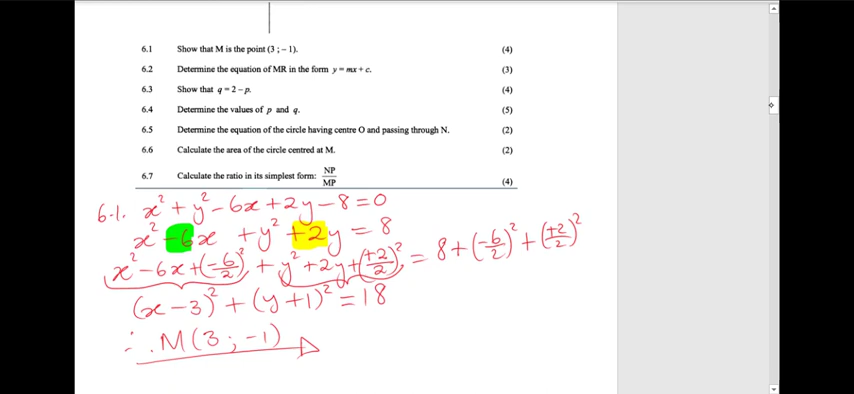 6.1 Show that M is the point (3 ; – 1). (4)
6.2 Determine the equation of MR in the form y = mx + c. (3)
6.3 Show that q = 2 – p. (4)
6.4 Determine the values of p and q. (5)
6.5 Determine the equation of the circle having centre O and passing through N. (2)
6.6 Calculate the area of the circle centred at M. (2)
6.7 Calculate the ratio in its simplest form: NP/MP (4)
6.1. x² + y² - 6x + 2y - 8 = 0
x² - 6x + y² + 2y = 8
x² - 6x + (-6/2)² + y² + 2y + (+2/2)² = 8 + (-6/2)² + (+2/2)²
(x - 3)² + (y + 1)² = 18
∴ M(3 ; -1)